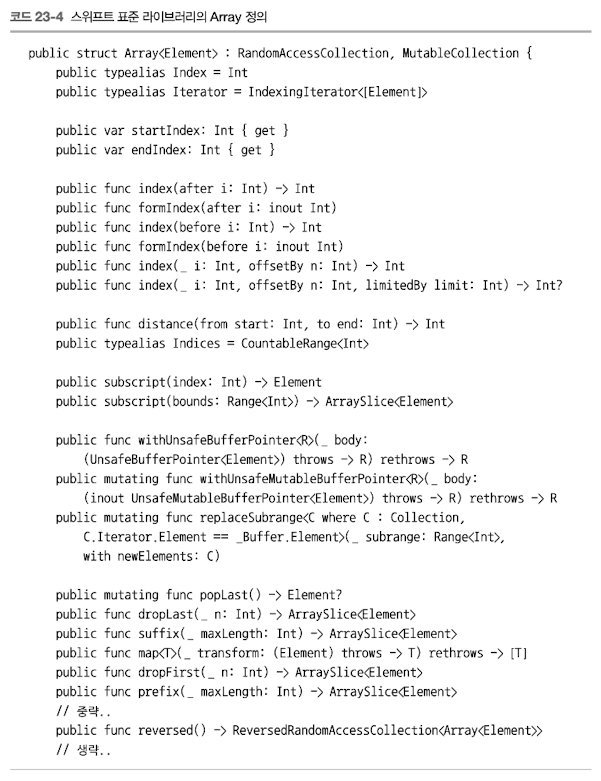 코드 23-4 스위프트 표준 라이브러리의 Array 정의
public struct Array<Element> : RandomAccessCollection, MutableCollection {
public typealias Index = Int
public typealias Iterator = IndexingIterator<[Element]>
public var startIndex: Int { get }
public var endIndex: Int { get }
public func index(after i: Int) -> Int
public func formIndex(after i: inout Int)
public func index(before i: Int) -> Int
public func formIndex(before i: inout Int)
public func index(_ i: Int, offsetBy n: Int) -> Int
public func index(_ i: Int, offsetBy n: Int, limitedBy limit: Int) -> Int?
public func distance(from start: Int, to end: Int) -> Int
public typealias Indices = CountableRange<Int>
public subscript(index: Int) -> Element
public subscript(bounds: Range<Int>) -> ArraySlice<Element>
public func withUnsafeBufferPointer<R>(_ body:
(UnsafeBufferPointer<Element>) throws -> R) rethrows -> R
public mutating func withUnsafeMutableBufferPointer<R>(_ body:
(inout UnsafeMutableBufferPointer<Element>) throws -> R) rethrows -> R
public mutating func replaceSubrange<C where C : Collection,
C.Iterator.Element == _Buffer.Element>(_ subrange: Range<Int>,
with newElements: C)
public mutating func popLast() -> Element?
public func dropLast(_ n: Int) -> ArraySlice<Element>
public func suffix(_ maxLength: Int) -> ArraySlice<Element>
public func map<T>(_ transform: (Element) throws -> T) rethrows -> [T]
public func dropFirst(_ n: Int) -> ArraySlice<Element>
public func prefix(_ maxLength: Int) -> ArraySlice<Element>
// 중략..
public func reversed() -> ReversedRandomAccessCollection<Array<Element>>
// 생략..